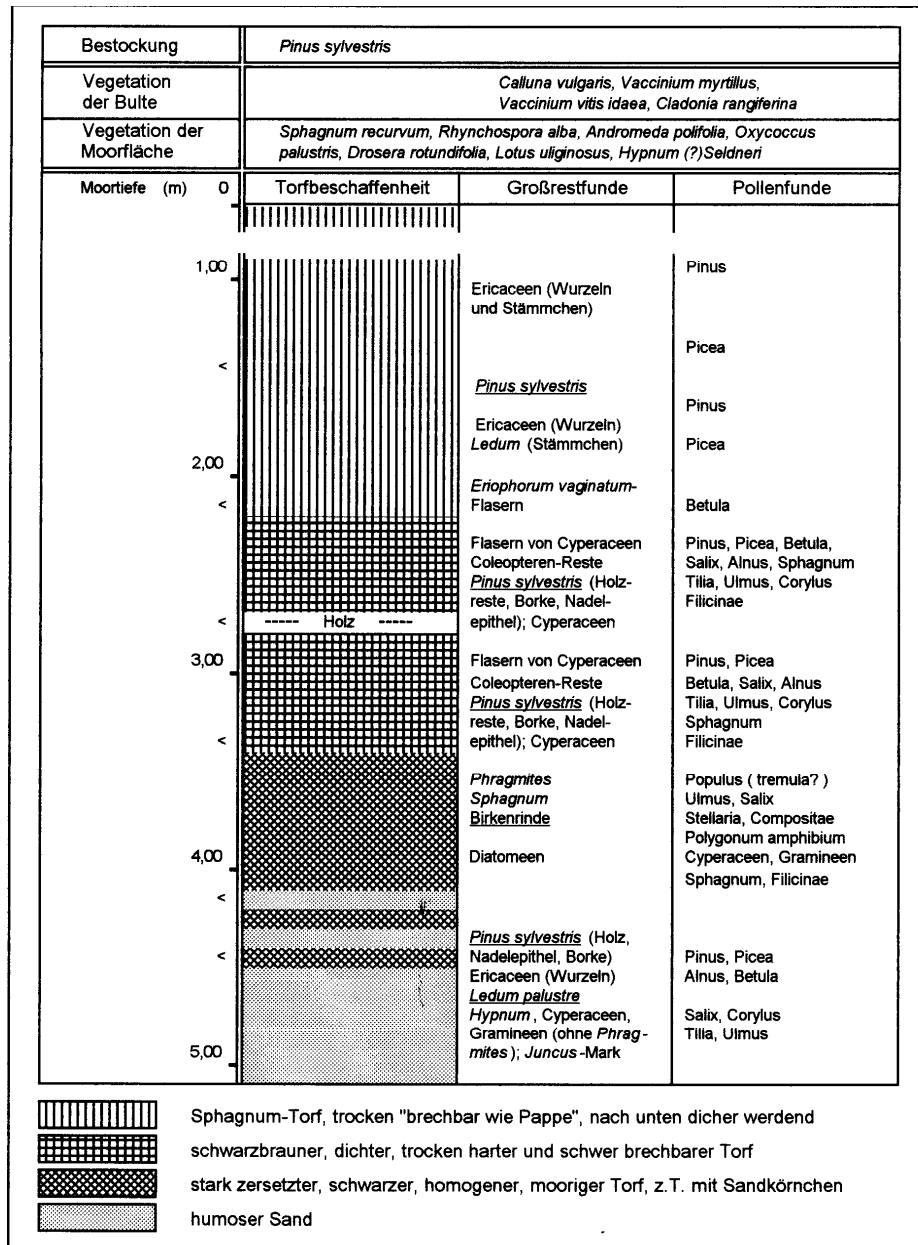 Bestockung Pinus sylvestris
Vegetation Calluna vulgaris, Vaccinium myrtillus,
der Bulte Vaccinium vitis idaea, Cladonia rangiferina
Vegetation der Sphagnum recurvum, Rhynchospora alba, Andromeda polifolia, Oxycoccus
Moorfläche palustris, Drosera rotundifolia, Lotus uliginosus, Hypnum (?)Seldneri
Moortiefe (m) 0 Torfbeschaffenheit Großrestfunde Pollenfunde
1,00 Pinus
Ericaceen (Wurzeln
und Stämmchen)
Picea
<
Pinus sylvestris
Pinus
Ericaceen (Wurzeln)
Ledum (Stämmchen) Picea
2,00
Eriophorum vaginatum-
< Flasern Betula
Flasern von Cyperaceen Pinus, Picea, Betula,
Coleopteren-Reste Salix, Alnus, Sphagnum
Pinus sylvestris (Holz- Tilia, Ulmus, Corylus
reste, Borke, Nadel- Filicinae
< ----- Holz ----- epithel); Cyperaceen
3,00 Flasern von Cyperaceen Pinus, Picea
Coleopteren-Reste Betula, Salix, Alnus
Pinus sylvestris (Holz- Tilia, Ulmus, Corylus
reste, Borke, Nadel- Sphagnum
< epithel); Cyperaceen Filicinae
Phragmites Populus ( tremula? )
Sphagnum Ulmus, Salix
Birkenrinde Stellaria, Compositae
Polygonum amphibium
4,00 Diatomeen Cyperaceen, Gramineen
Sphagnum, Filicinae
<
Pinus sylvestris (Holz,
< Nadelepithel, Borke) Pinus, Picea
Ericaceen (Wurzeln) Alnus, Betula
Ledum palustre
Hypnum, Cyperaceen, Salix, Corylus
Gramineen (ohne Phrag- Tilia, Ulmus
5,00 mites); Juncus-Mark
Sphagnum-Torf, trocken "brechbar wie Pappe", nach unten dicher werdend
schwarzbrauner, dichter, trocken harter und schwer brechbarer Torf
stark zersetzter, schwarzer, homogener, mooriger Torf, z.T. mit Sandkörnchen
humoser Sand